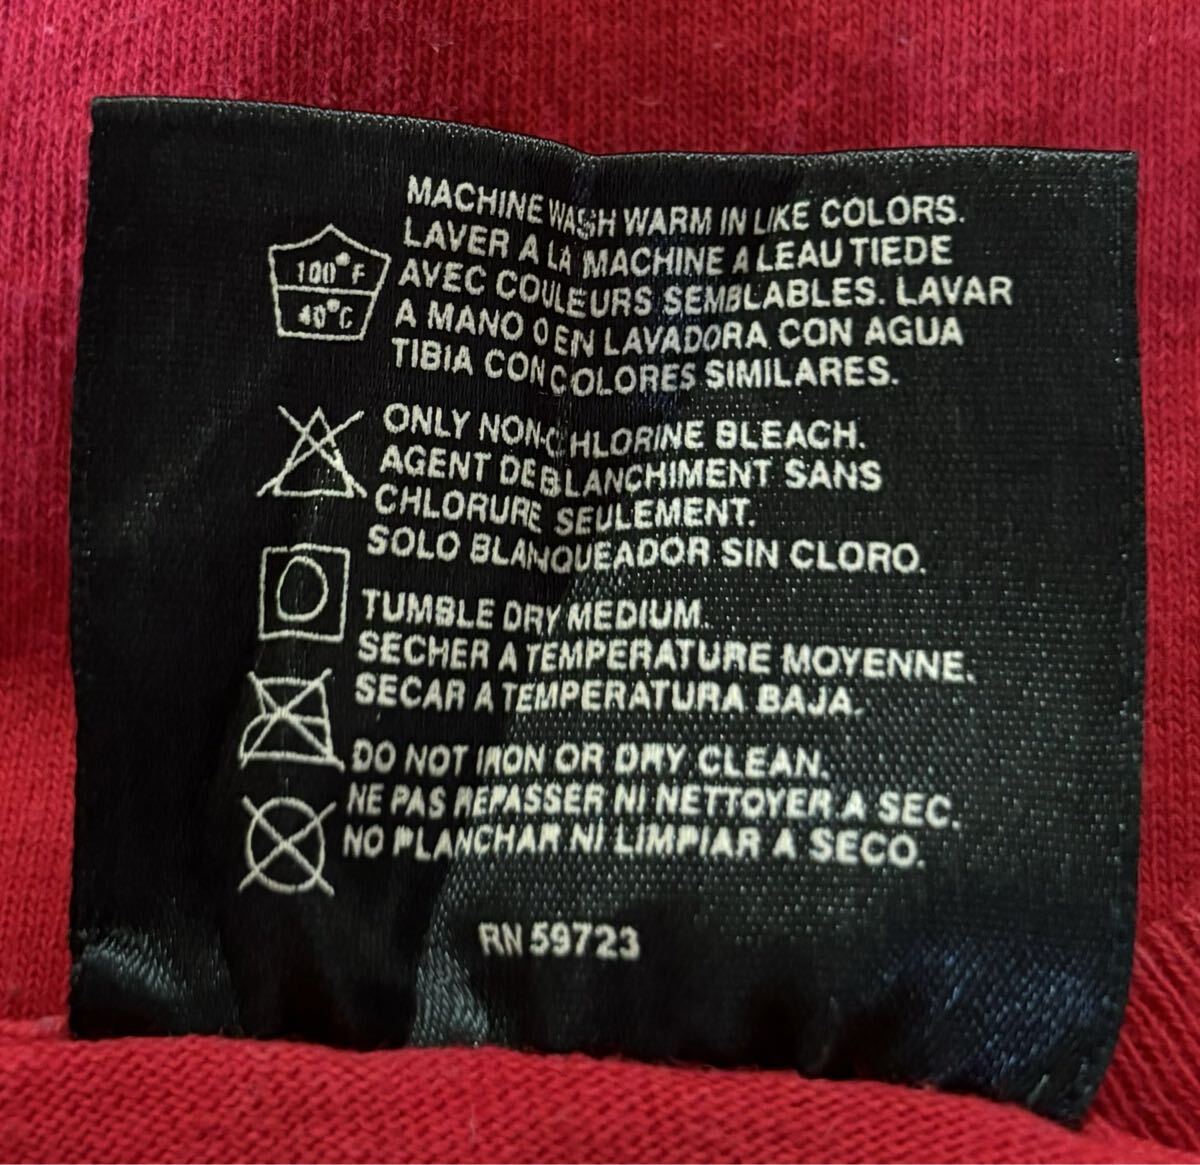 MACHINE WASH WARM IN LIKE COLORS.
LAVER A LA MACHINE A LEAU TIEDE
100°F
AVEC COULEURS SEMBLABLES. LAVAR
40°C
A MANO O EN LAVADORA CON AGUA
TIBIA CON COLORES SIMILARES.
ONLY NON-CHLORINE BLEACH.
AGENT DE BLANCHIMENT SANS
CHLORURE SEULEMENT.
SOLO BLANQUEADOR SIN CLORO.
TUMBLE DRY MEDIUM.
SECHER A TEMPERATURE MOYENNE.
SECAR A TEMPERATURA BAJA.
DO NOT IRON OR DRY CLEAN.
NE PAS REPASSER NI NETTOYER A SEC.
NO PLANCHAR NI LIMPIAR A SECO.
RN 59723